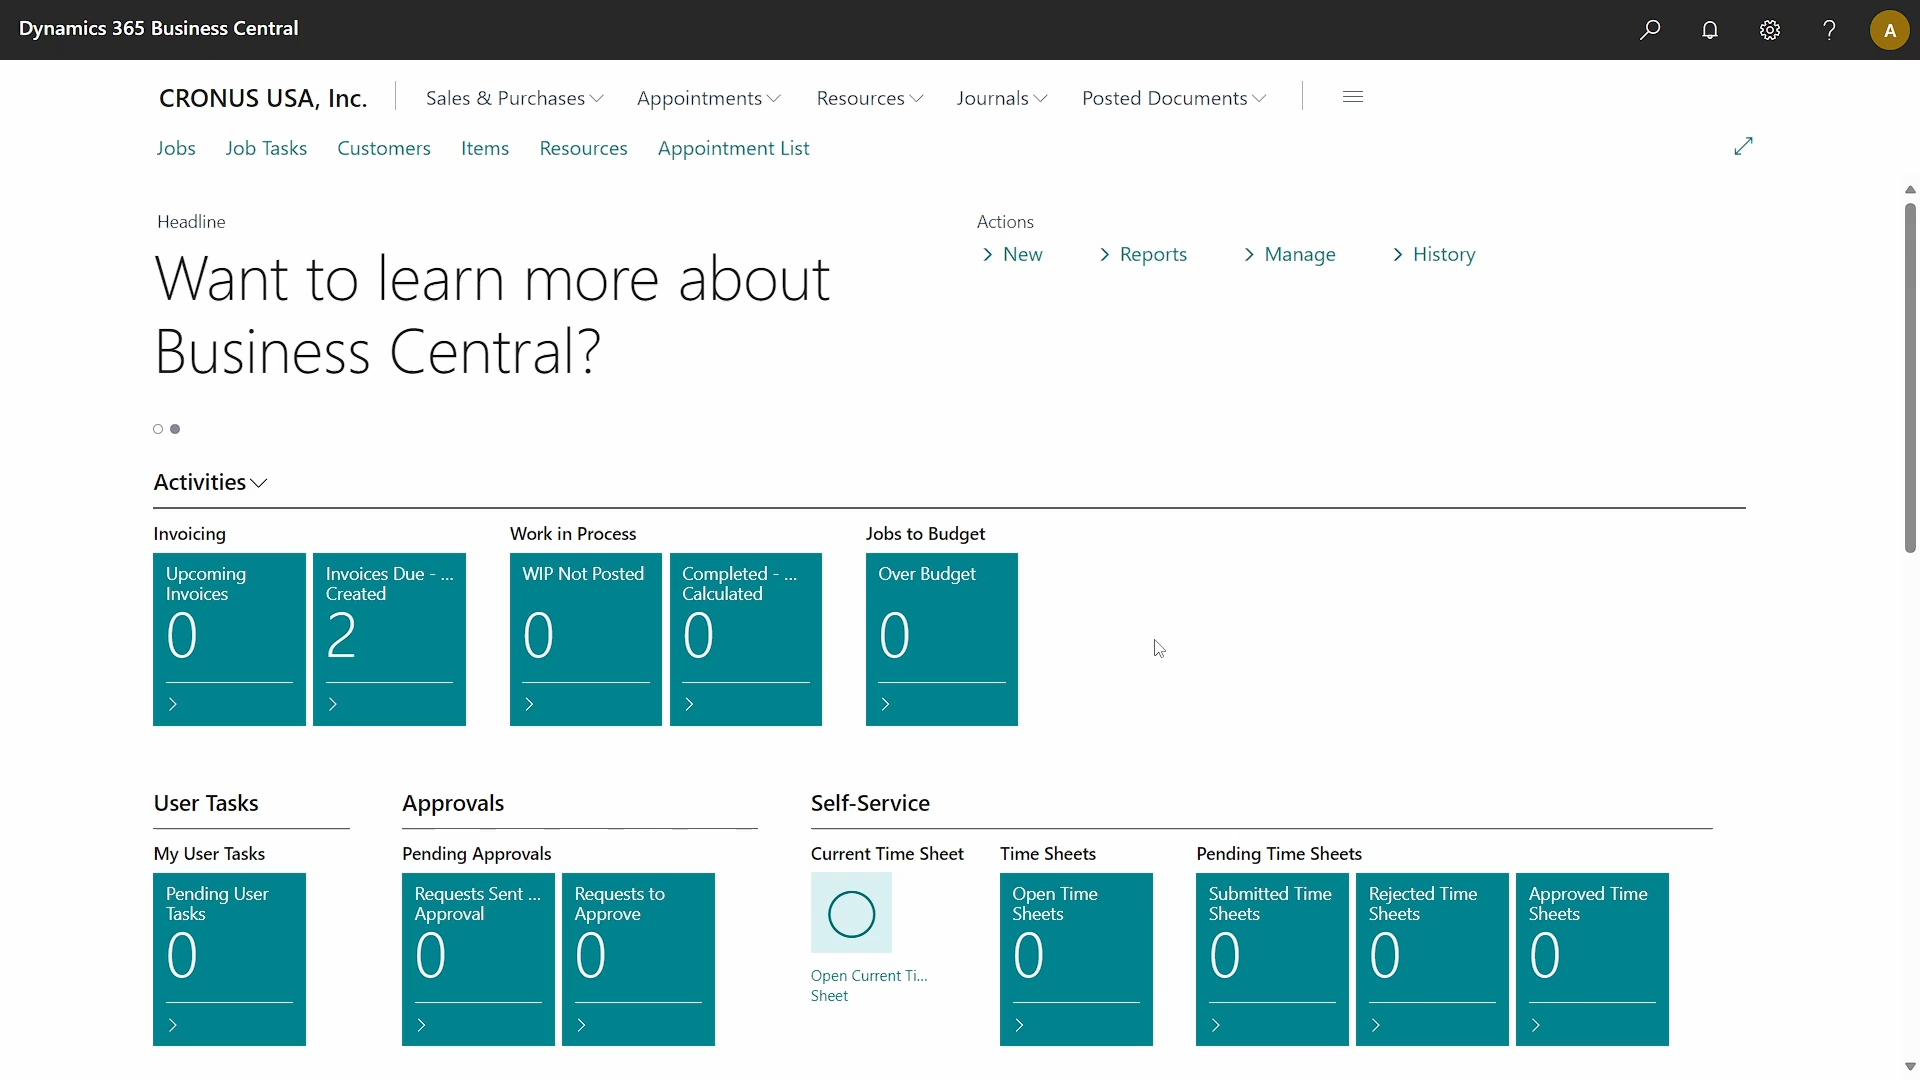 Dynamics 365 Business Central
A
CRONUS USA, Inc.
Sales & Purchases
Appointments
Resources
Journals
Posted Documents
Jobs
Job Tasks
Customers
Items
Resources
Appointment List
Headline
Want to learn more about
Business Central?
Actions
New
Reports
Manage
History
Activities
Invoicing
Upcoming
Invoices
0
Invoices Due - ...
Created
2
Work in Process
WIP Not Posted
0
Completed - ...
Calculated
0
Jobs to Budget
Over Budget
0
User Tasks
My User Tasks
Pending User
Tasks
0
Approvals
Pending Approvals
Requests Sent ...
Approval
0
Requests to
Approve
0
Self-Service
Current Time Sheet
Open Current Ti...
Sheet
Time Sheets
Open Time
Sheets
0
Pending Time Sheets
Submitted Time
Sheets
0
Rejected Time
Sheets
0
Approved Time
Sheets
0